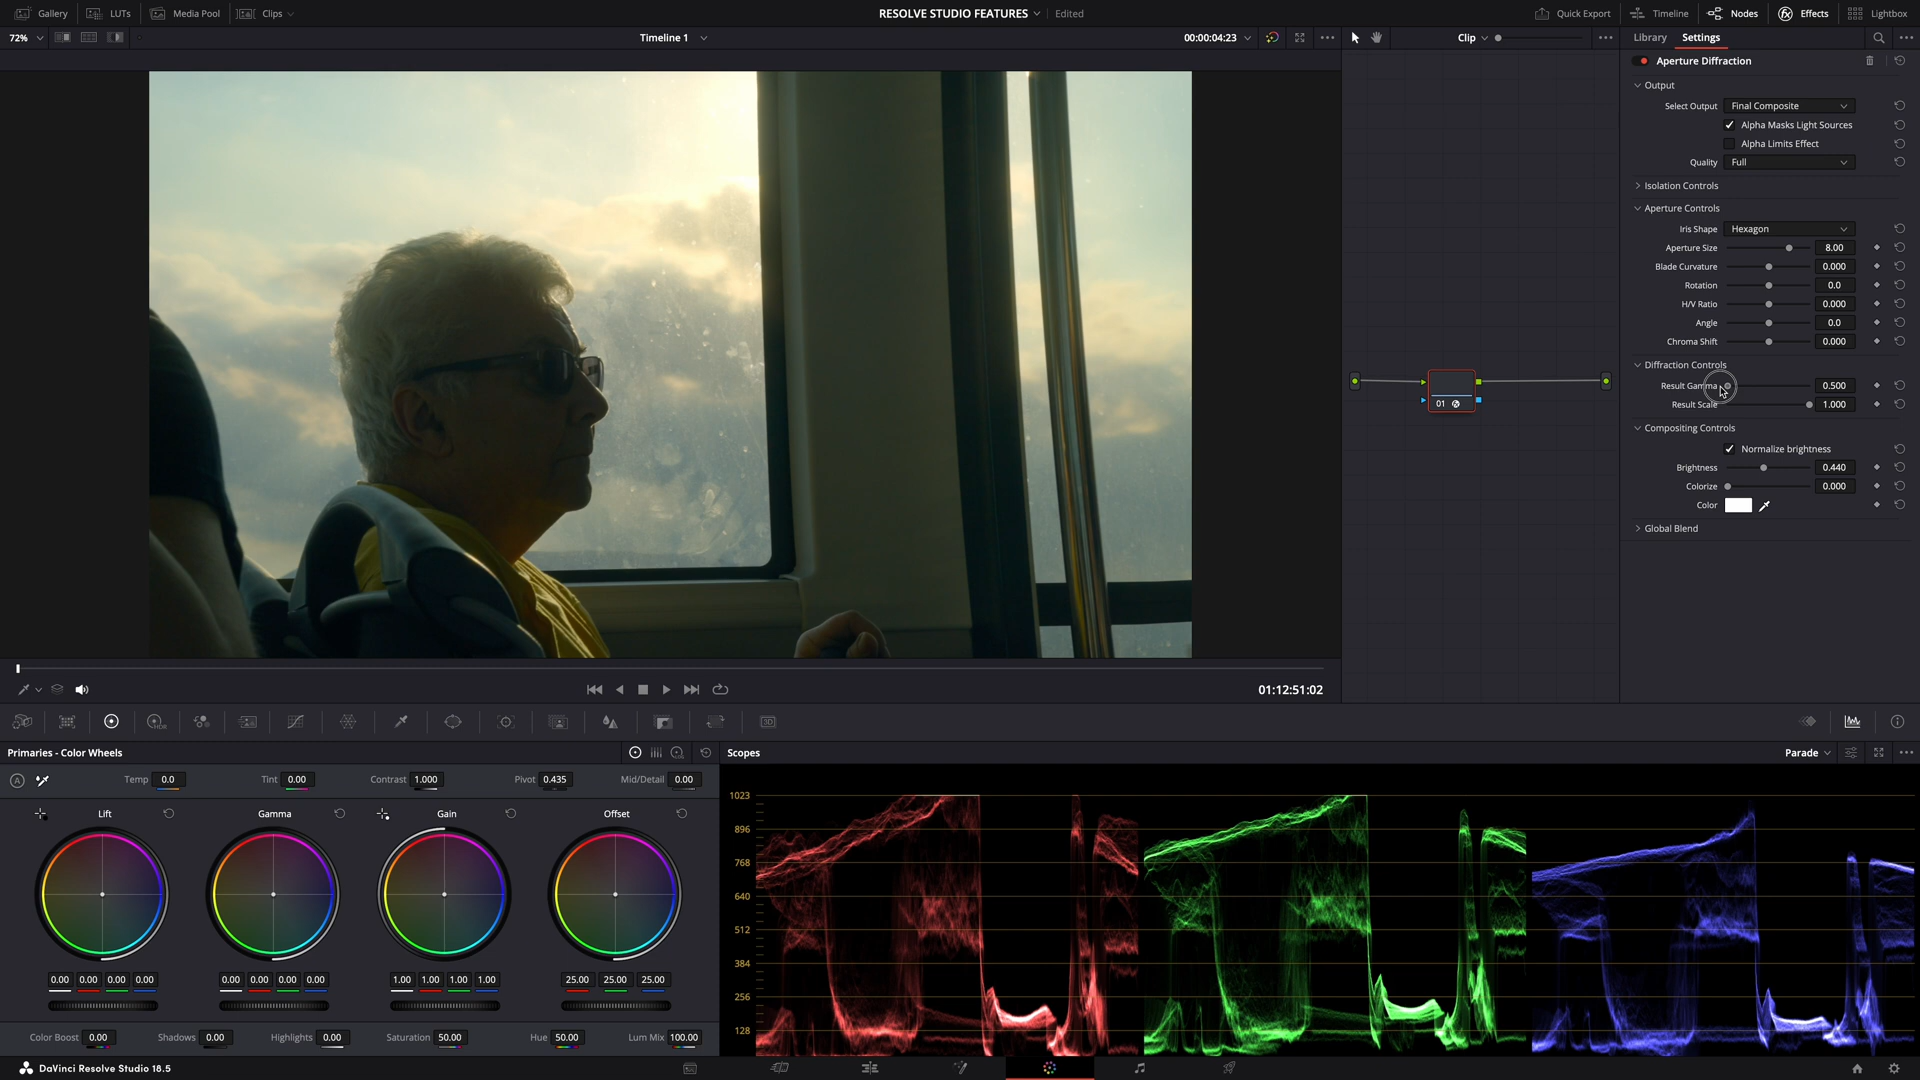 Gallery LUTs Media Pool Clips RESOLVE STUDIO FEATURES Edited Quick Export Timeline Nodes Effects Lightbox
72% Timeline 1 00:00:04:23 Clip Library Settings
Aperture Diffraction
Output
Select Output Final Composite
Alpha Masks Light Sources
Alpha Limits Effect
Quality Full
Isolation Controls
Aperture Controls
Iris Shape Hexagon
Aperture Size 8.00
Blade Curvature 0.000
Rotation 0.0
H/V Ratio 0.000
Angle 0.0
Chroma Shift 0.000
Diffraction Controls
Result Gamma 0.500
Result Scale 1.000
01
Compositing Controls
Normalize brightness
Brightness 0.440
Colorize 0.000
Color
Global Blend
01:12:51:02
HDR 3D
Primaries - Color Wheels Scopes Parade
A Temp 0.0 Tint 0.00 Contrast 1.000 Pivot 0.435 Mid/Detail 0.00
Lift Gamma Gain Offset
0.00 0.00 0.00 0.00 0.00 0.00 0.00 0.00 1.00 1.00 1.00 1.00 25.00 25.00 25.00
Color Boost 0.00 Shadows 0.00 Highlights 0.00 Saturation 50.00 Hue 50.00 Lum Mix 100.00
1023
896
768
640
512
384
256
128
DaVinci Resolve Studio 18.5